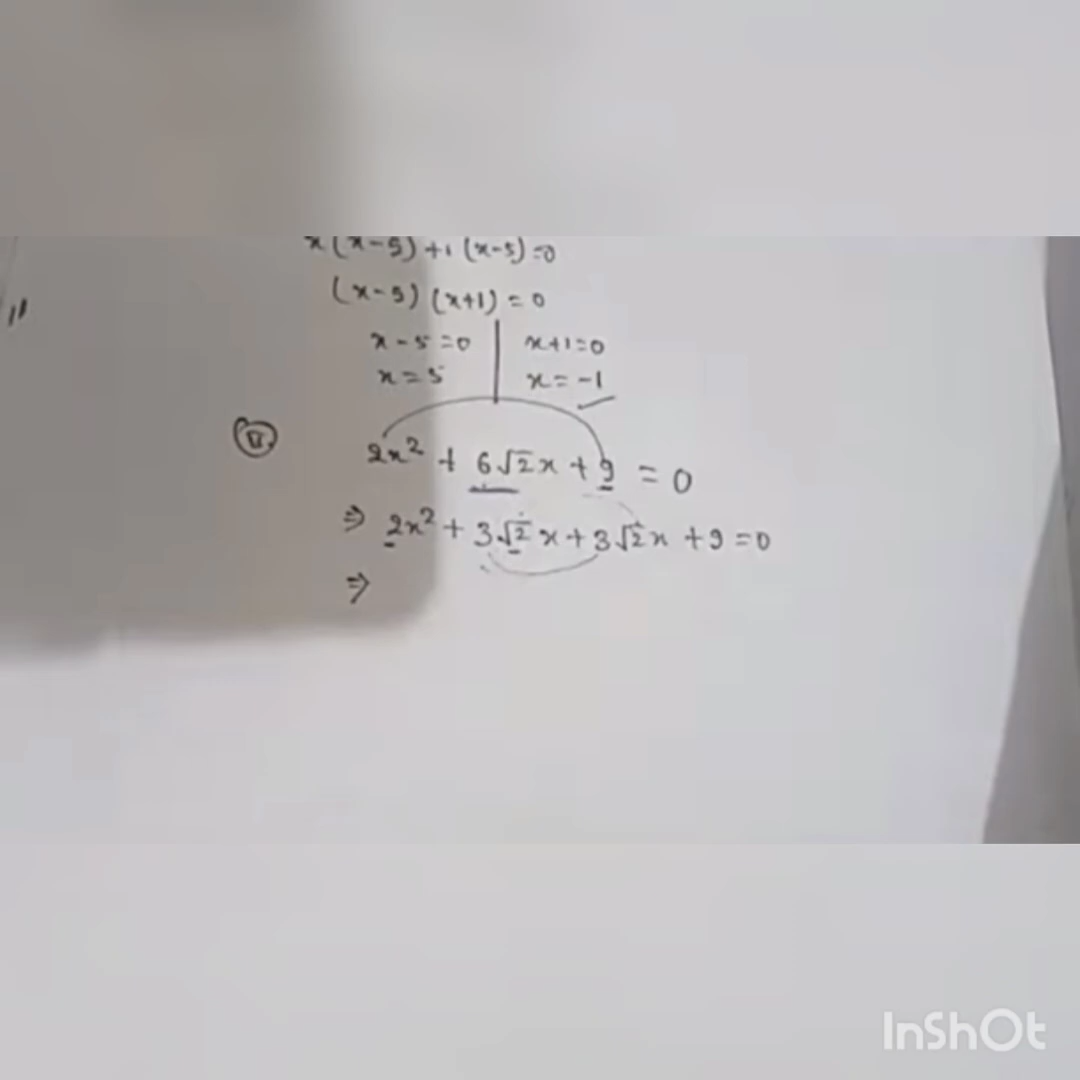 x(x-5)+1(x-5)=0
(x-5)(x+1)=0
x-5=0 | x+1=0
x=5 | x=-1
II
2x² + 6√2x + 9 = 0
⇒ 2x² + 3√2x + 3√2x + 9 = 0
⇒
InShOt